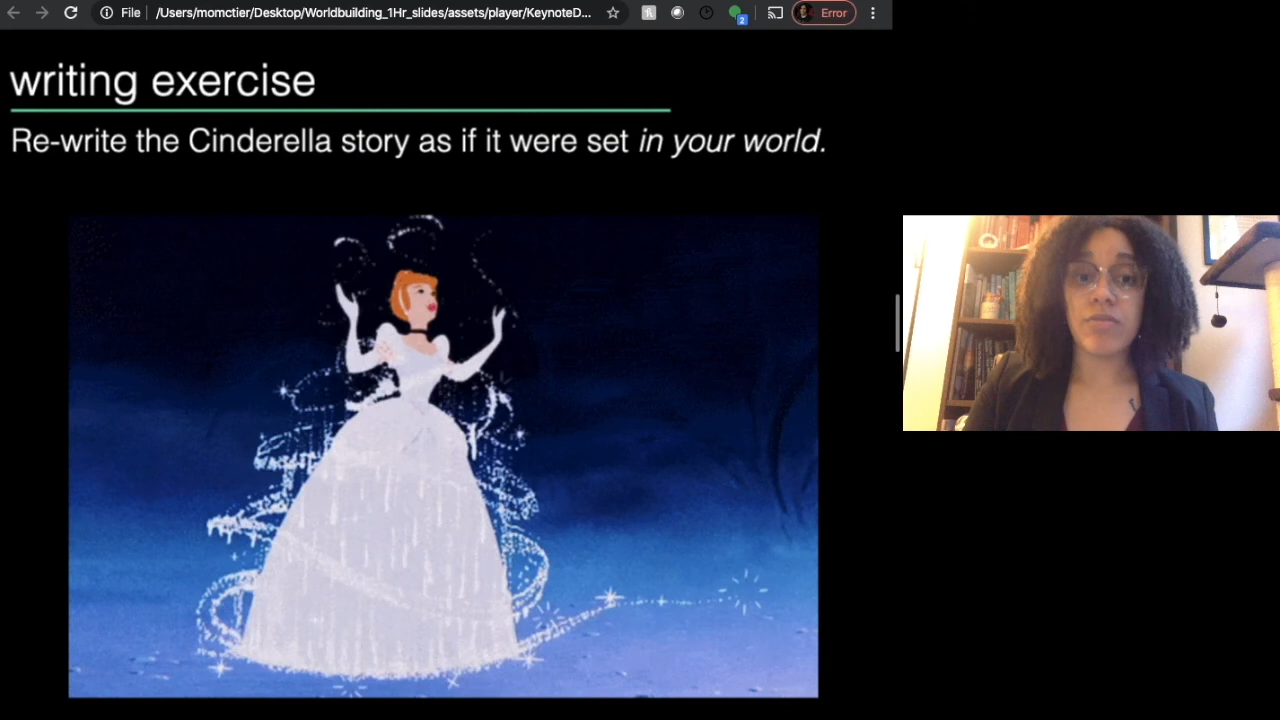 File
/Users/momctier/Desktop/Worldbuilding_1Hr_slides/assets/player/KeynoteD...
2
Error
writing exercise
Re-write the Cinderella story as if it were set in your world.